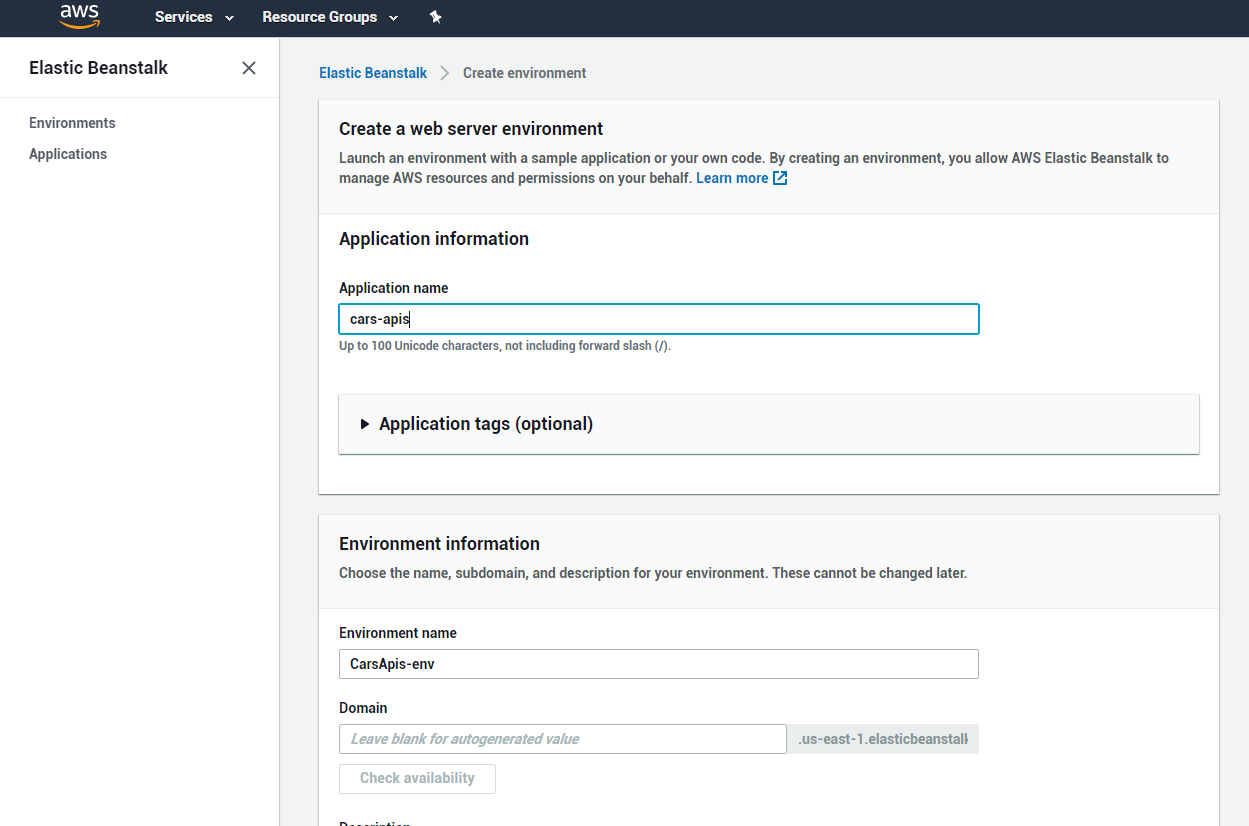 aws Services Resource Groups
Elastic Beanstalk
Environments
Applications
Elastic Beanstalk Create environment
Create a web server environment
Launch an environment with a sample application or your own code. By creating an environment, you allow AWS Elastic Beanstalk to
manage AWS resources and permissions on your behalf. Learn more
Application information
Application name
cars-apis
Up to 100 Unicode characters, not including forward slash (/).
Application tags (optional)
Environment information
Choose the name, subdomain, and description for your environment. These cannot be changed later.
Environment name
CarsApis-env
Domain
Leave blank for autogenerated value .us-east-1.elasticbeanstalk
Check availability
Description